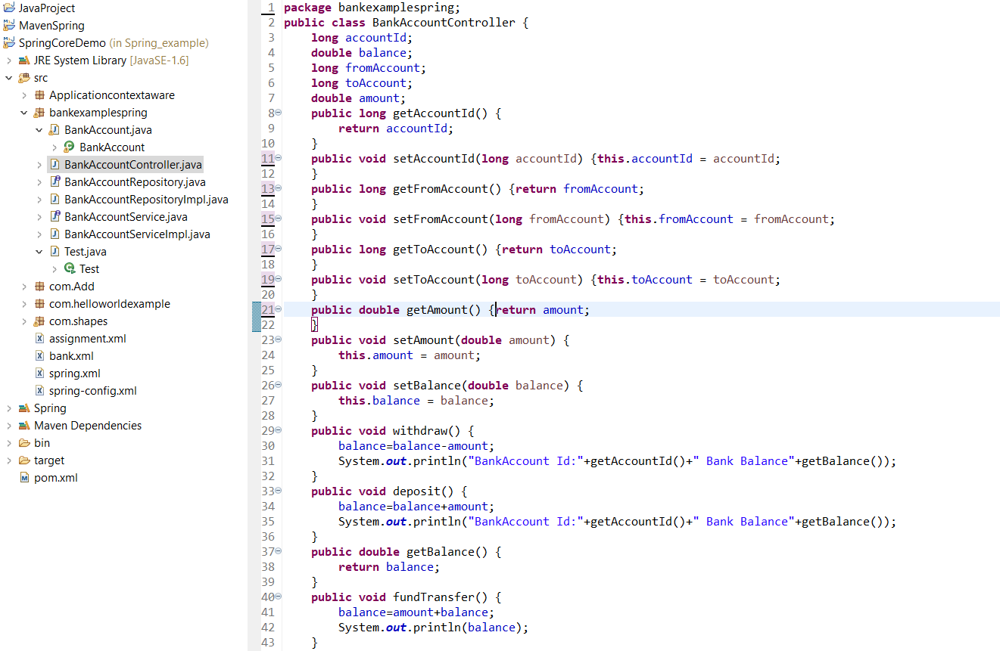 JavaProject
MavenSpring
SpringCoreDemo (in Spring_example)
JRE System Library [JavaSE-1.6]
src
Applicationcontextaware
bankexamplespring
BankAccount.java
BankAccount
BankAccountController.java
BankAccountRepository.java
BankAccountRepositoryImpl.java
BankAccountService.java
BankAccountServiceImpl.java
Test.java
Test
com.Add
com.helloworldexample
com.shapes
assignment.xml
bank.xml
spring.xml
spring-config.xml
Spring
Maven Dependencies
bin
target
pom.xml
1 package bankexamplespring;
2 public class BankAccountController {
3 long accountId;
4 double balance;
5 long fromAccount;
6 long toAccount;
7 double amount;
8 public long getAccountId() {
9 return accountId;
10 }
11 public void setAccountId(long accountId) {this.accountId = accountId;
12 }
13 public long getFromAccount() {return fromAccount;
14 }
15 public void setFromAccount(long fromAccount) {this.fromAccount = fromAccount;
16 }
17 public long getToAccount() {return toAccount;
18 }
19 public void setToAccount(long toAccount) {this.toAccount = toAccount;
20 }
21 public double getAmount() {return amount;
22 }
23 public void setAmount(double amount) {
24 this.amount = amount;
25 }
26 public void setBalance(double balance) {
27 this.balance = balance;
28 }
29 public void withdraw() {
30 balance=balance-amount;
31 System.out.println("BankAccount Id:"+getAccountId()+" Bank Balance"+getBalance());
32 }
33 public void deposit() {
34 balance=balance+amount;
35 System.out.println("BankAccount Id:"+getAccountId()+" Bank Balance"+getBalance());
36 }
37 public double getBalance() {
38 return balance;
39 }
40 public void fundTransfer() {
41 balance=amount+balance;
42 System.out.println(balance);
43 }